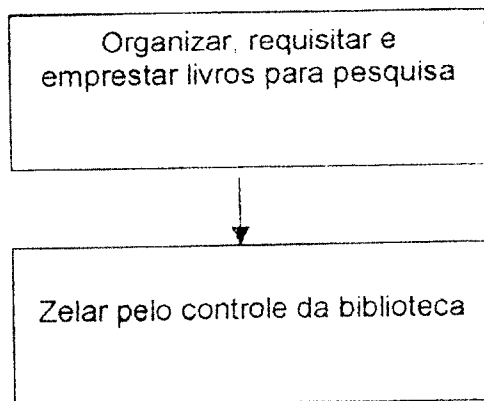 Organizar, requisitar e
emprestar livros para pesquisa
Zelar pelo controle da biblioteca